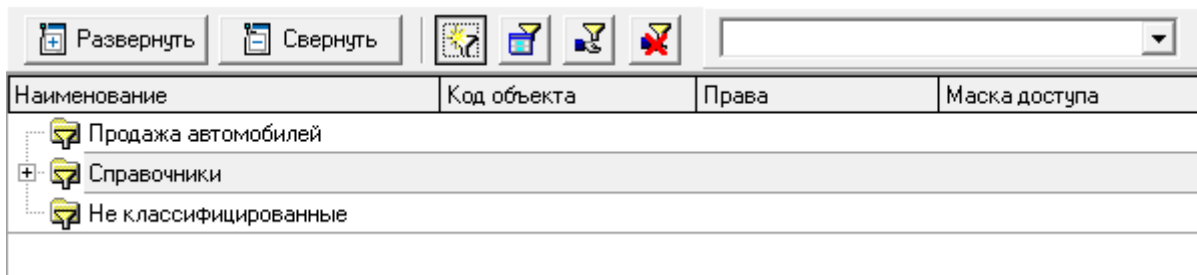 Развернуть Свернуть
Наименование Код объекта Права Маска доступа
Продажа автомобилей
Справочники
Не классифицированные